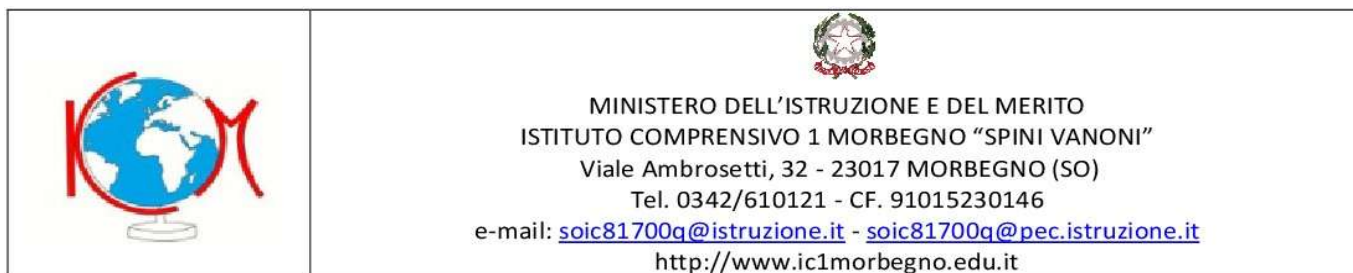 ICM
MINISTERO DELL’ISTRUZIONE E DEL MERITO
ISTITUTO COMPRENSIVO 1 MORBEGNO “SPINI VANONI”
Viale Ambrosetti, 32 - 23017 MORBEGNO (SO)
Tel. 0342/610121 - CF. 91015230146
e-mail: soic81700q@istruzione.it - soic81700q@pec.istruzione.it
http://www.ic1morbegno.edu.it